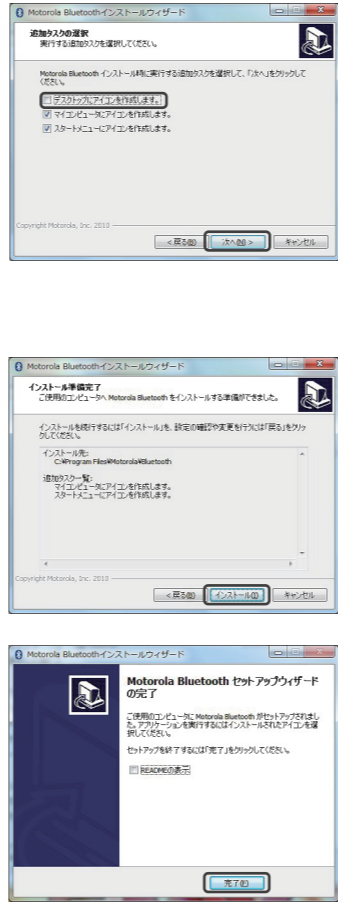 Motorola Bluetoothインストールウィザード
追加タスクの選択
実行する追加タスクを選択してください。
Motorola Bluetooth インストール時に実行する追加タスクを選択して、「次へ」をクリックして
ください。
デスクトップにアイコンを作成します。
マイコンピュータにアイコンを作成します。
スタートメニューにアイコンを作成します。
Copyright Motorola, Inc. 2010
< 戻る(B)
次へ(N) >
キャンセル
Motorola Bluetoothインストールウィザード
インストール準備完了
ご使用のコンピュータへ Motorola Bluetooth をインストールする準備ができました。
インストールを続行するには「インストール」を、設定の確認や変更を行うには「戻る」をクリッ
クしてください。
インストール先:
C:¥Program Files¥Motorola¥Bluetooth
追加タスク一覧:
マイコンピュータにアイコンを作成します。
スタートメニューにアイコンを作成します。
Copyright Motorola, Inc. 2010
< 戻る(B)
インストール(I)
キャンセル
Motorola Bluetoothインストールウィザード
Motorola Bluetooth セットアップウィザード
の完了
ご使用のコンピュータに Motorola Bluetooth がセットアップされまし
た。アプリケーションを実行するにはインストールされたアイコンを選
択してください。
セットアップを終了するには「完了」をクリックしてください。
READMEの表示
完了(F)